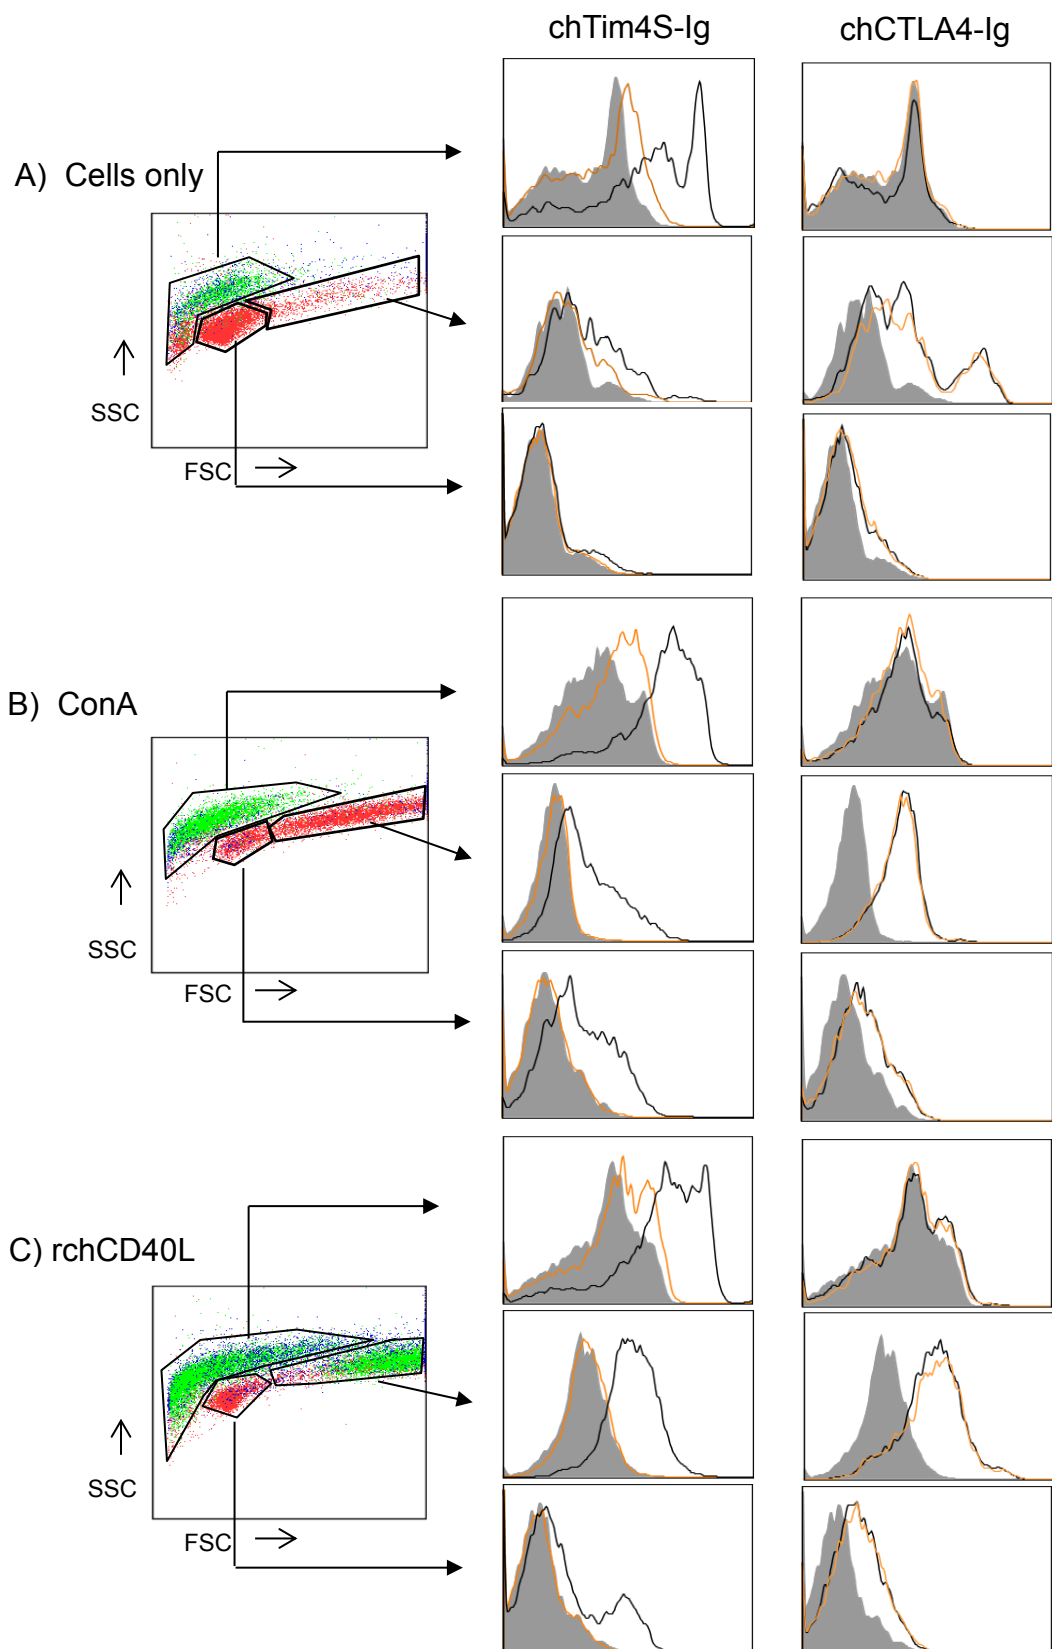 chTim4S-Ig chCTLA4-Ig
A) Cells only
SSC
FSC
B) ConA
SSC
FSC
C) rchCD40L
SSC
FSC